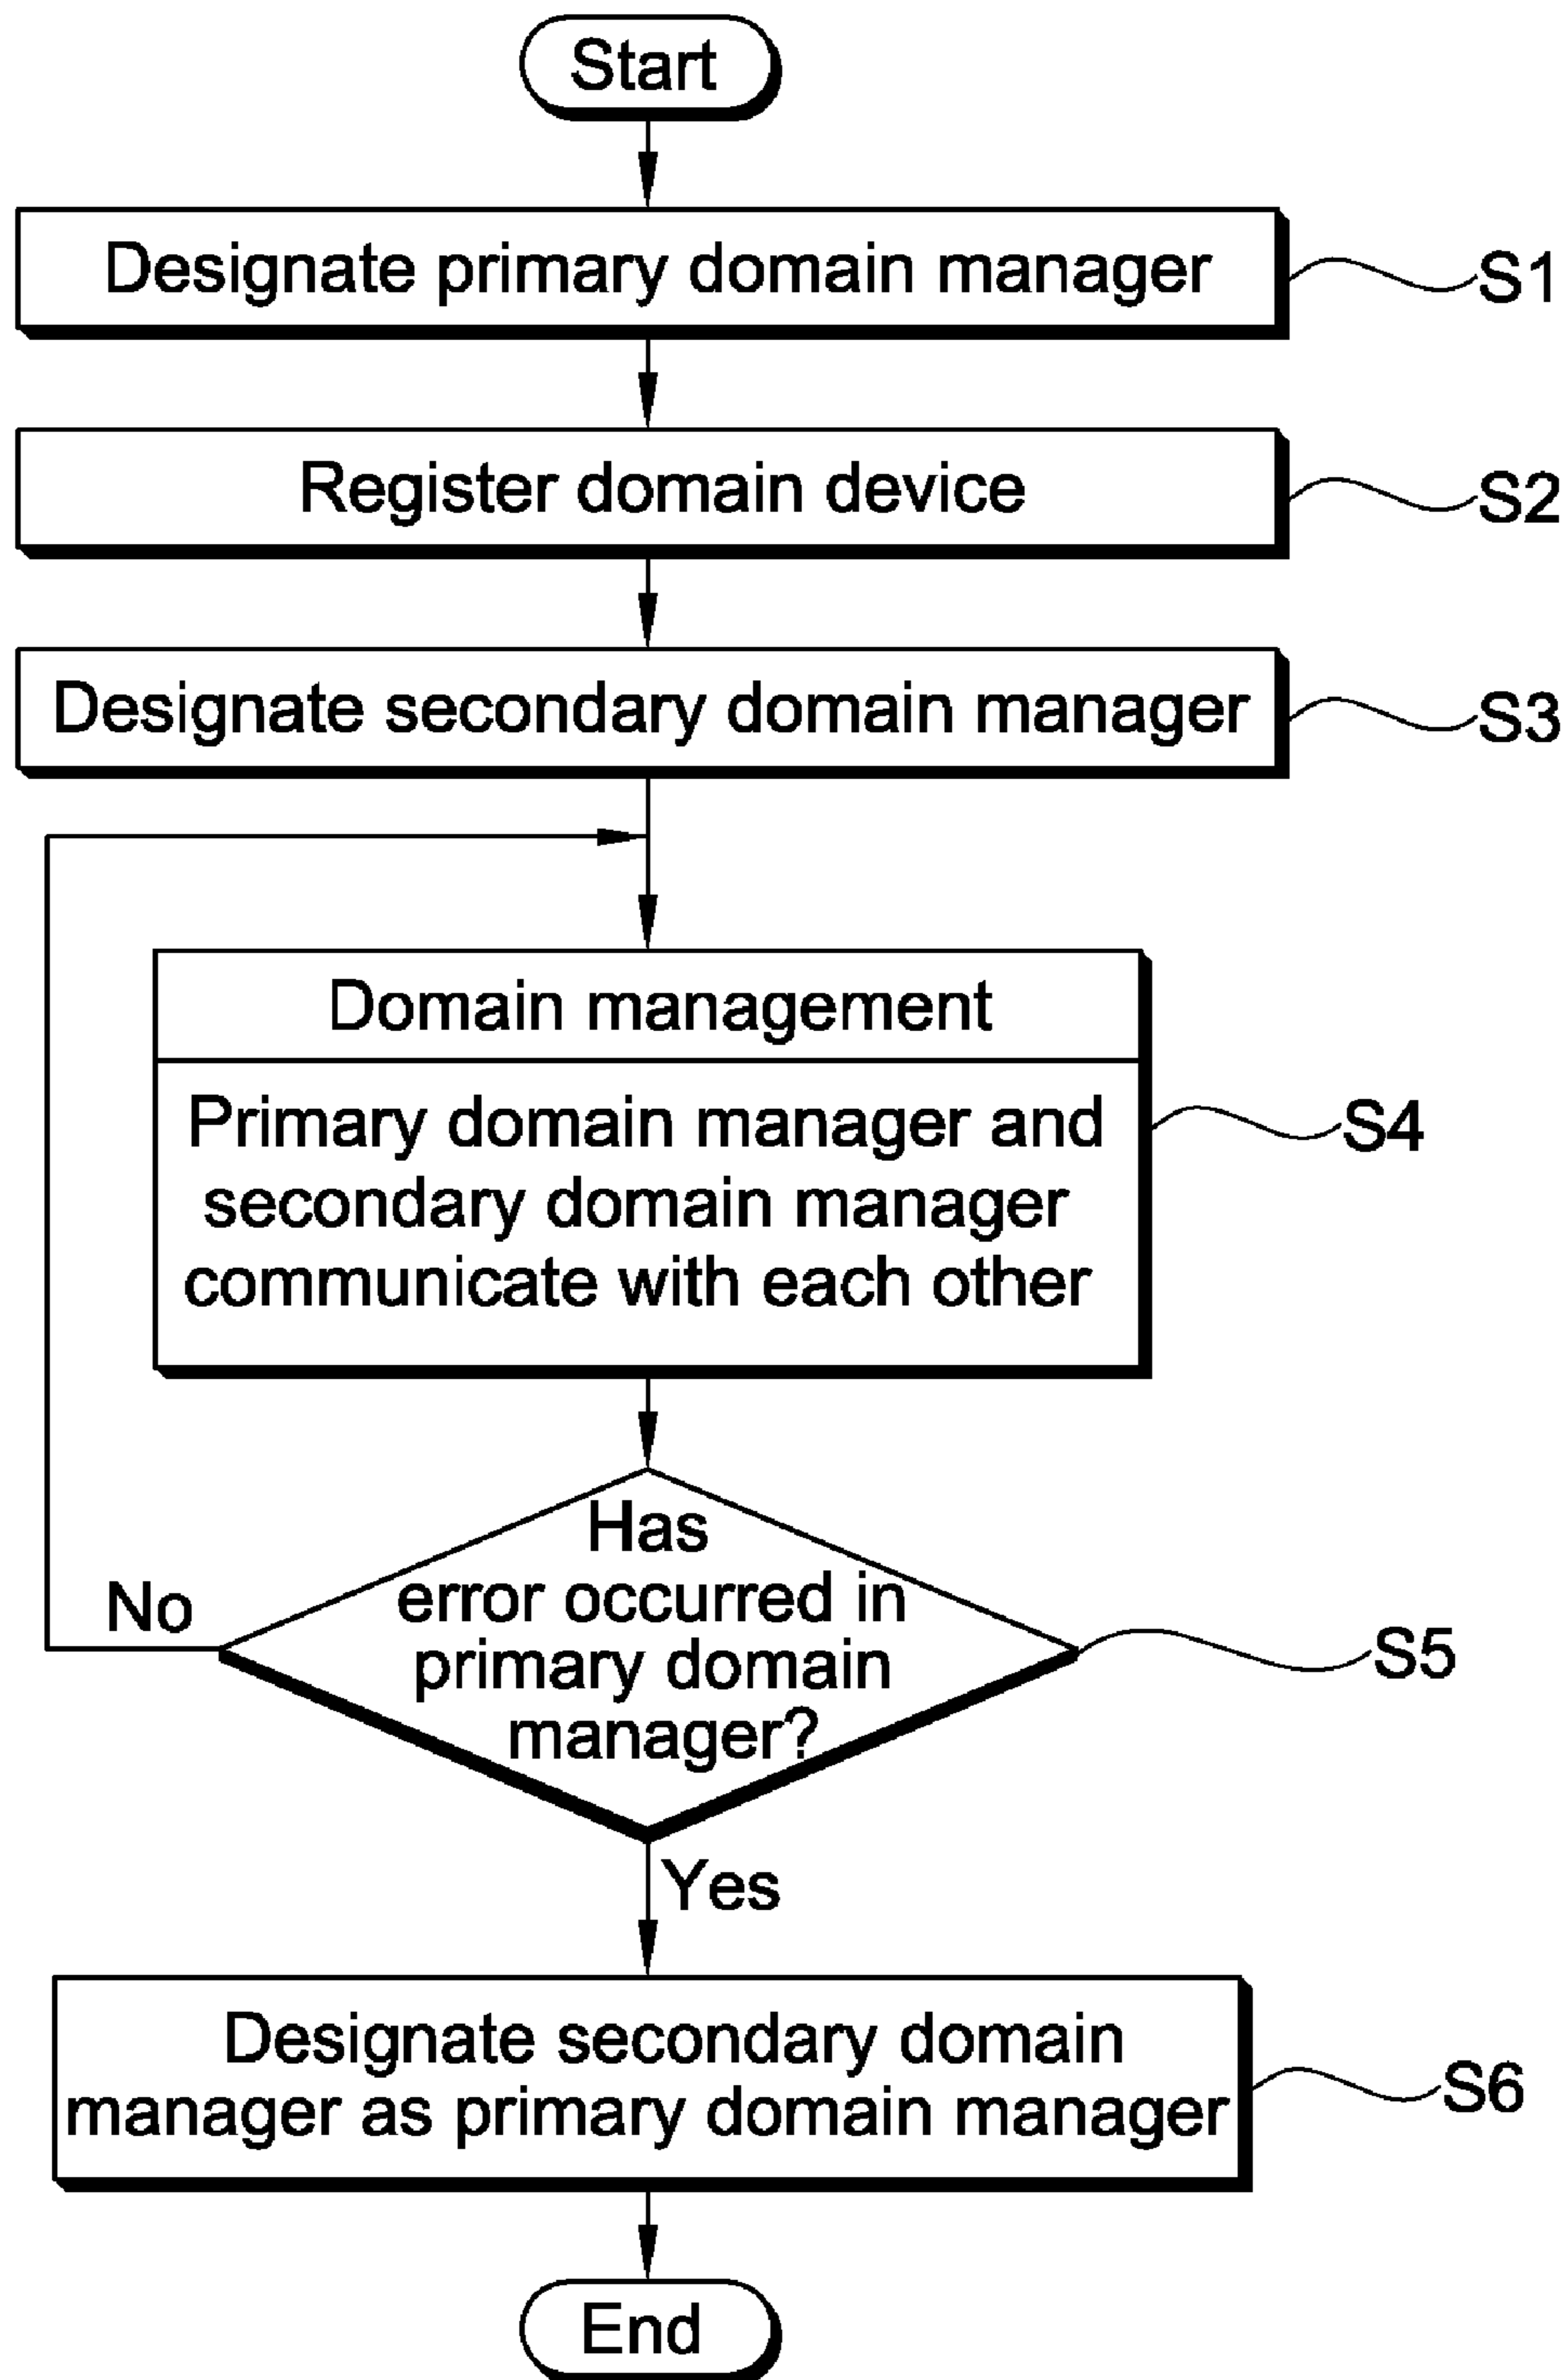 Start
Designate primary domain manager
S1
Register domain device
S2
Designate secondary domain manager
S3
Domain management
Primary domain manager and
secondary domain manager
communicate with each other
S4
Has
error occurred in
primary domain
manager?
No
S5
Yes
Designate secondary domain
manager as primary domain manager
S6
End